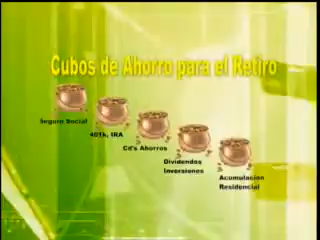 Cubos de Ahorro para el Retiro
Seguro Social
401k, IRA
Cd's Ahorros
Dividendos
Inversiones
Acumulacion
Residencial